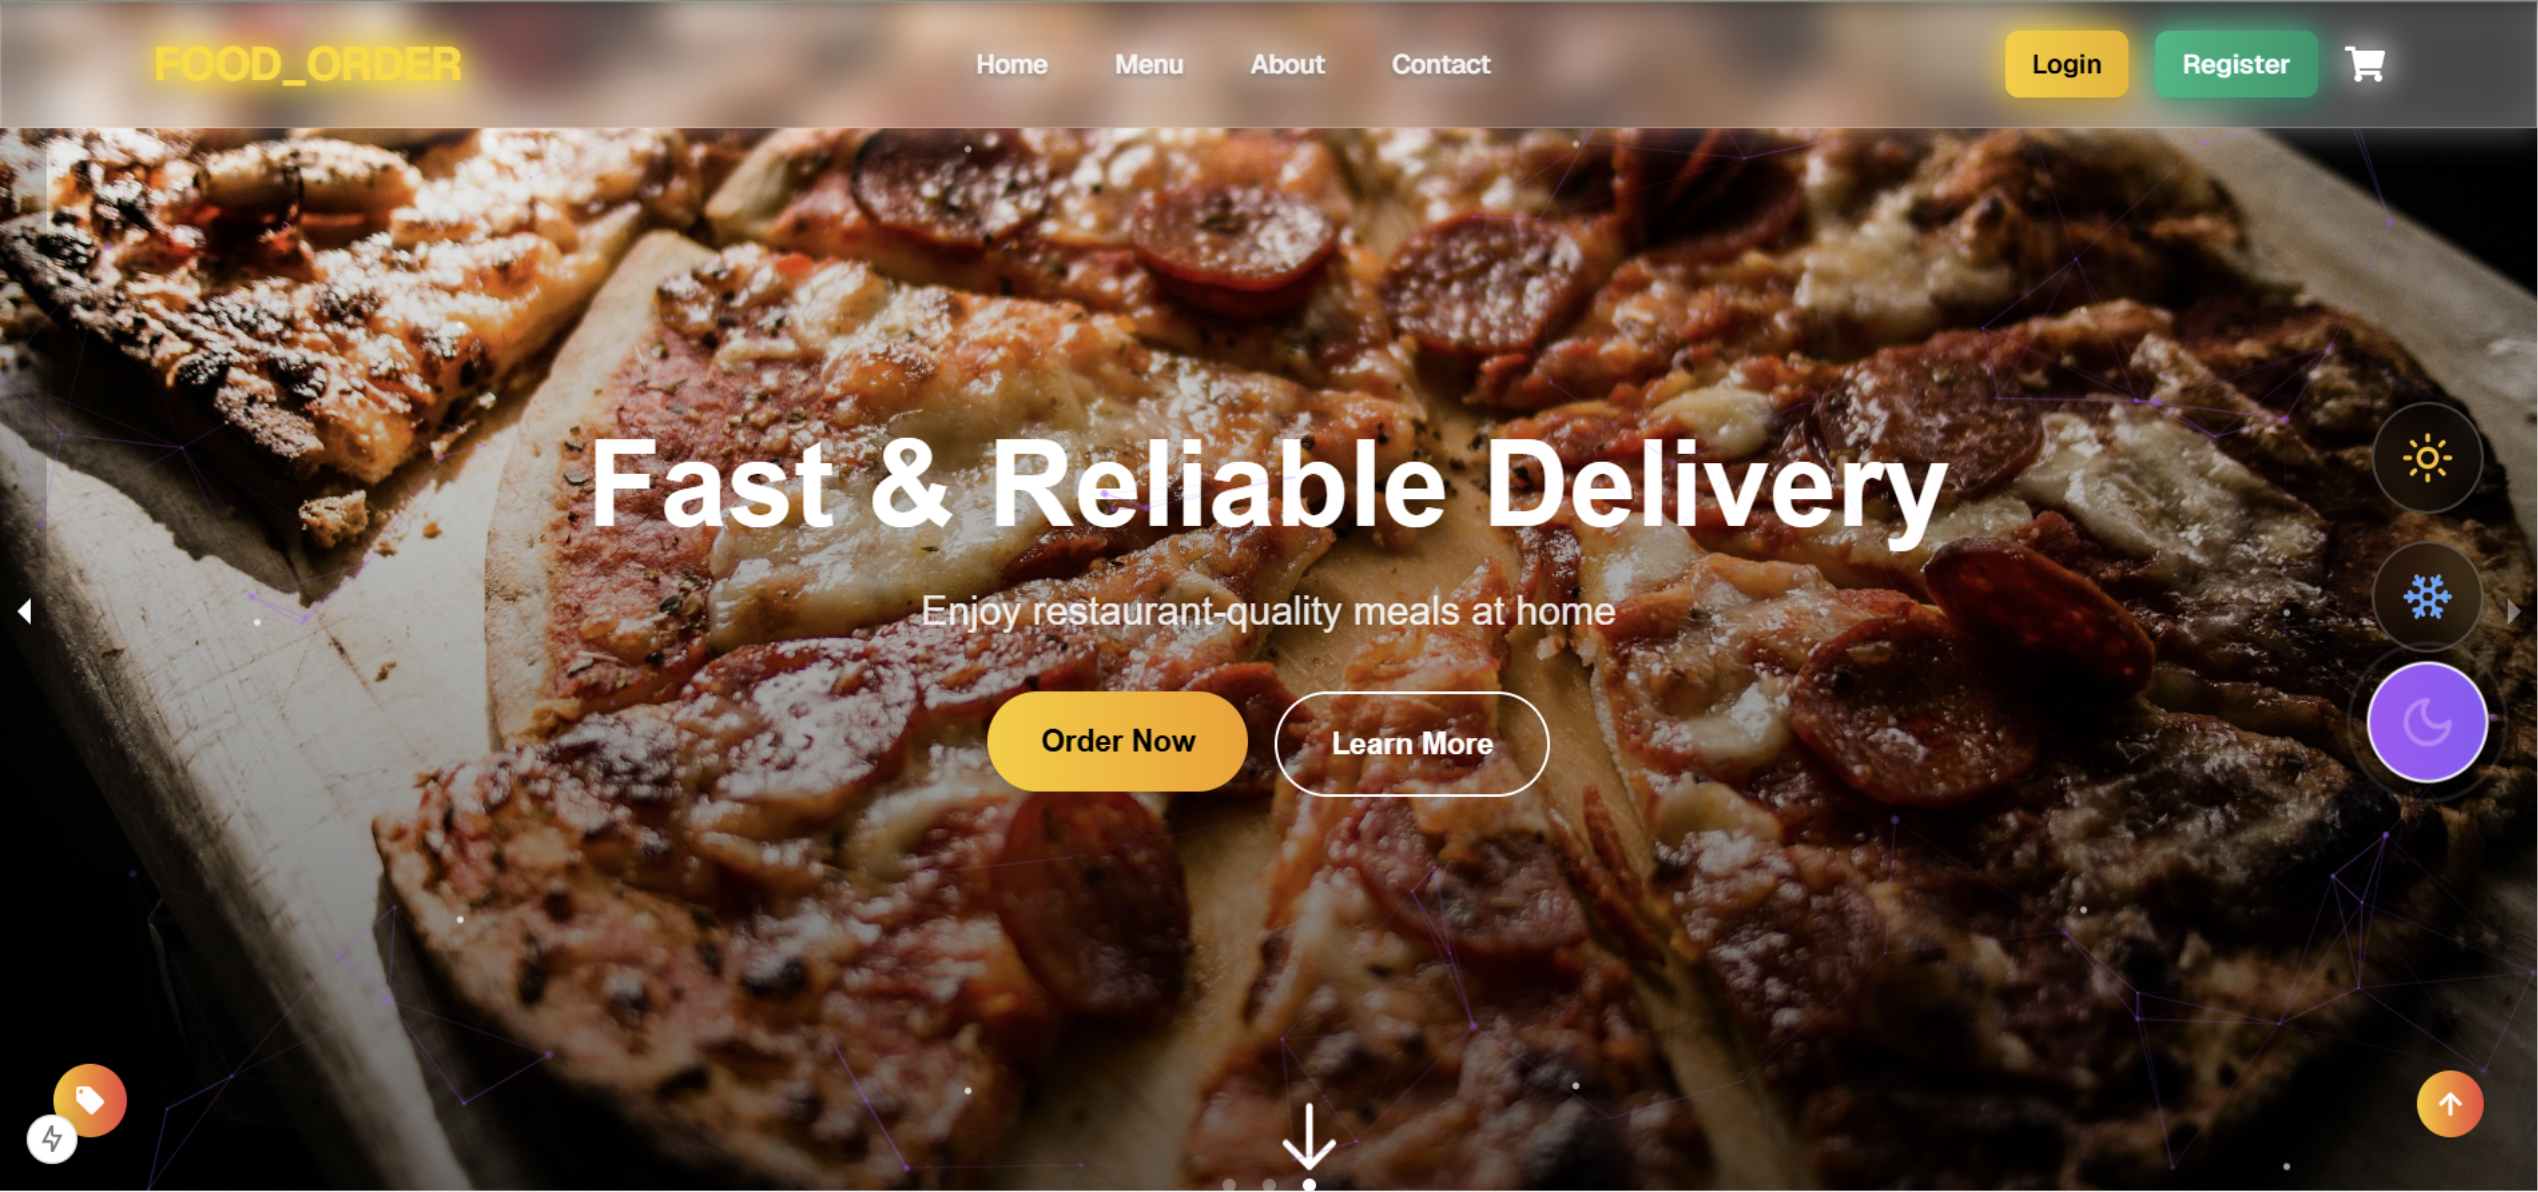 FOOD_ORDER
Home Menu About Contact
Login Register
Fast & Reliable Delivery
Enjoy restaurant-quality meals at home
Order Now Learn More